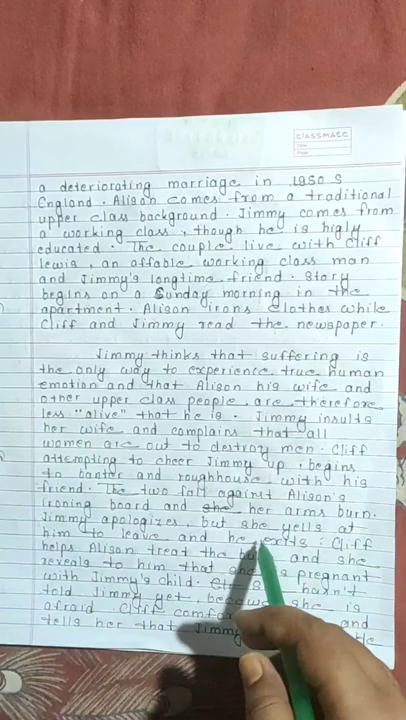 CLASSMATE
Date
Page
a deteriorating marriage in 1950 S
England. Alison comes from a traditional
upper class background. Jimmy comes from
a working class, though he is higly
educated. The couple live with cliff
lewis, an affable working class man
and Jimmy's longtime friend. Story
begins on a Sunday morning in the
apartment. Alison irons clothes while
Cliff and Jimmy read the newspaper.
Jimmy thinks that suffering is
the only way to experience true human
emotion and that Alison his wife and
other upper class people are therefore
less "alive" that he is. Jimmy insults
her wife and complains that all
women are out to destroy men. Cliff
attempting to cheer Jimmy up, begins
to banter and roughhouse with his
friend. The two fall against Alison's
ironing board and she her arms burn.
Jimmy apologizes, but she yells at
him to leave and he. Cliff
helps Alison treat the and she
reveals to him that pregnant
with Jimmy's child. hasn't
told Jimmy yet, she is
afraid Cliff and
tells her that Jimmy